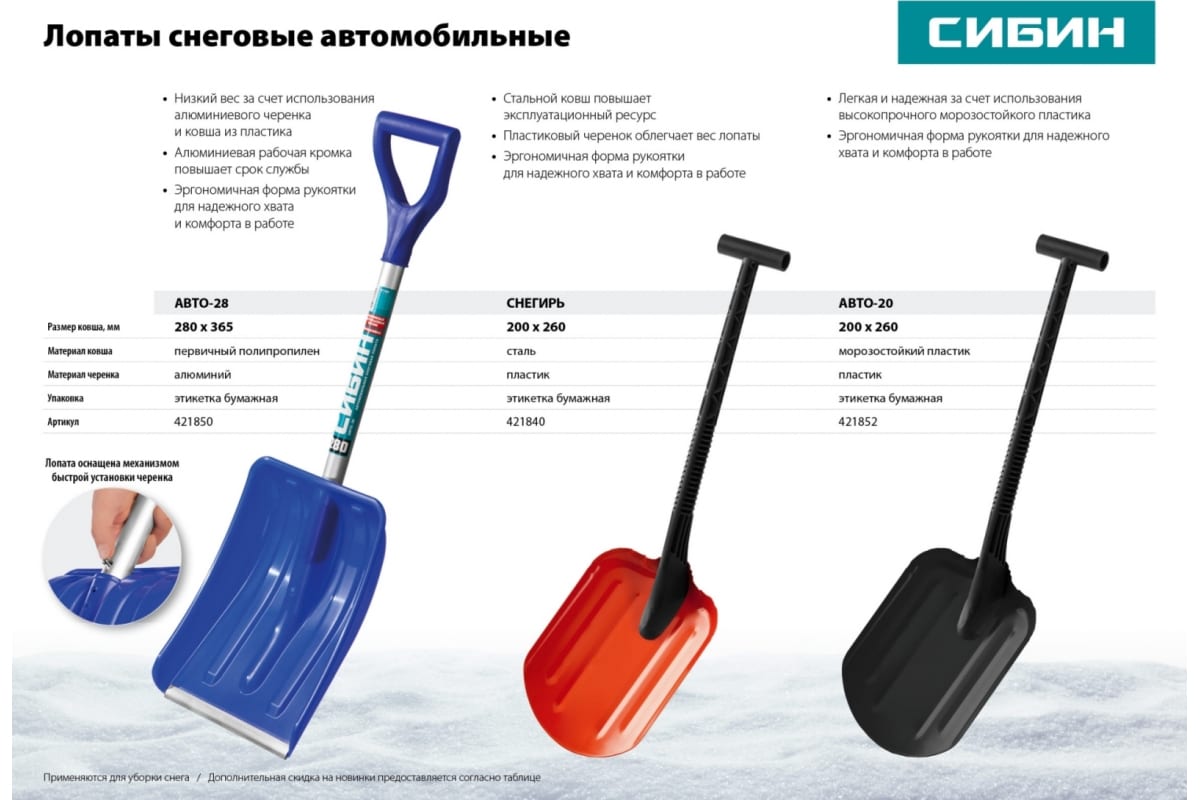 Лопаты снеговые автомобильные
СИБИН
• Низкий вес за счет использования
алюминиевого черенка
и ковша из пластика
• Алюминиевая рабочая кромка
повышает срок службы
• Эргономичная форма рукоятки
для надежного хвата
и комфорта в работе
• Стальной ковш повышает
эксплуатационный ресурс
• Пластиковый черенок облегчает вес лопаты
• Эргономичная форма рукоятки
для надежного хвата и комфорта в работе
• Легкая и надежная за счет использования
высокопрочного морозостойкого пластика
• Эргономичная форма рукоятки для надежного
хвата и комфорта в работе
АВТО-28 СНЕГИРЬ АВТО-20
Размер ковша, мм 280 x 365 200 x 260 200 x 260
Материал ковша первичный полипропилен сталь морозостойкий пластик
Материал черенка алюминий пластик пластик
Упаковка этикетка бумажная этикетка бумажная этикетка бумажная
Артикул 421850 421840 421852
СИБИН
280
Лопата оснащена механизмом
быстрой установки черенка
Применяются для уборки снега / Дополнительная скидка на новинки предоставляется согласно таблице